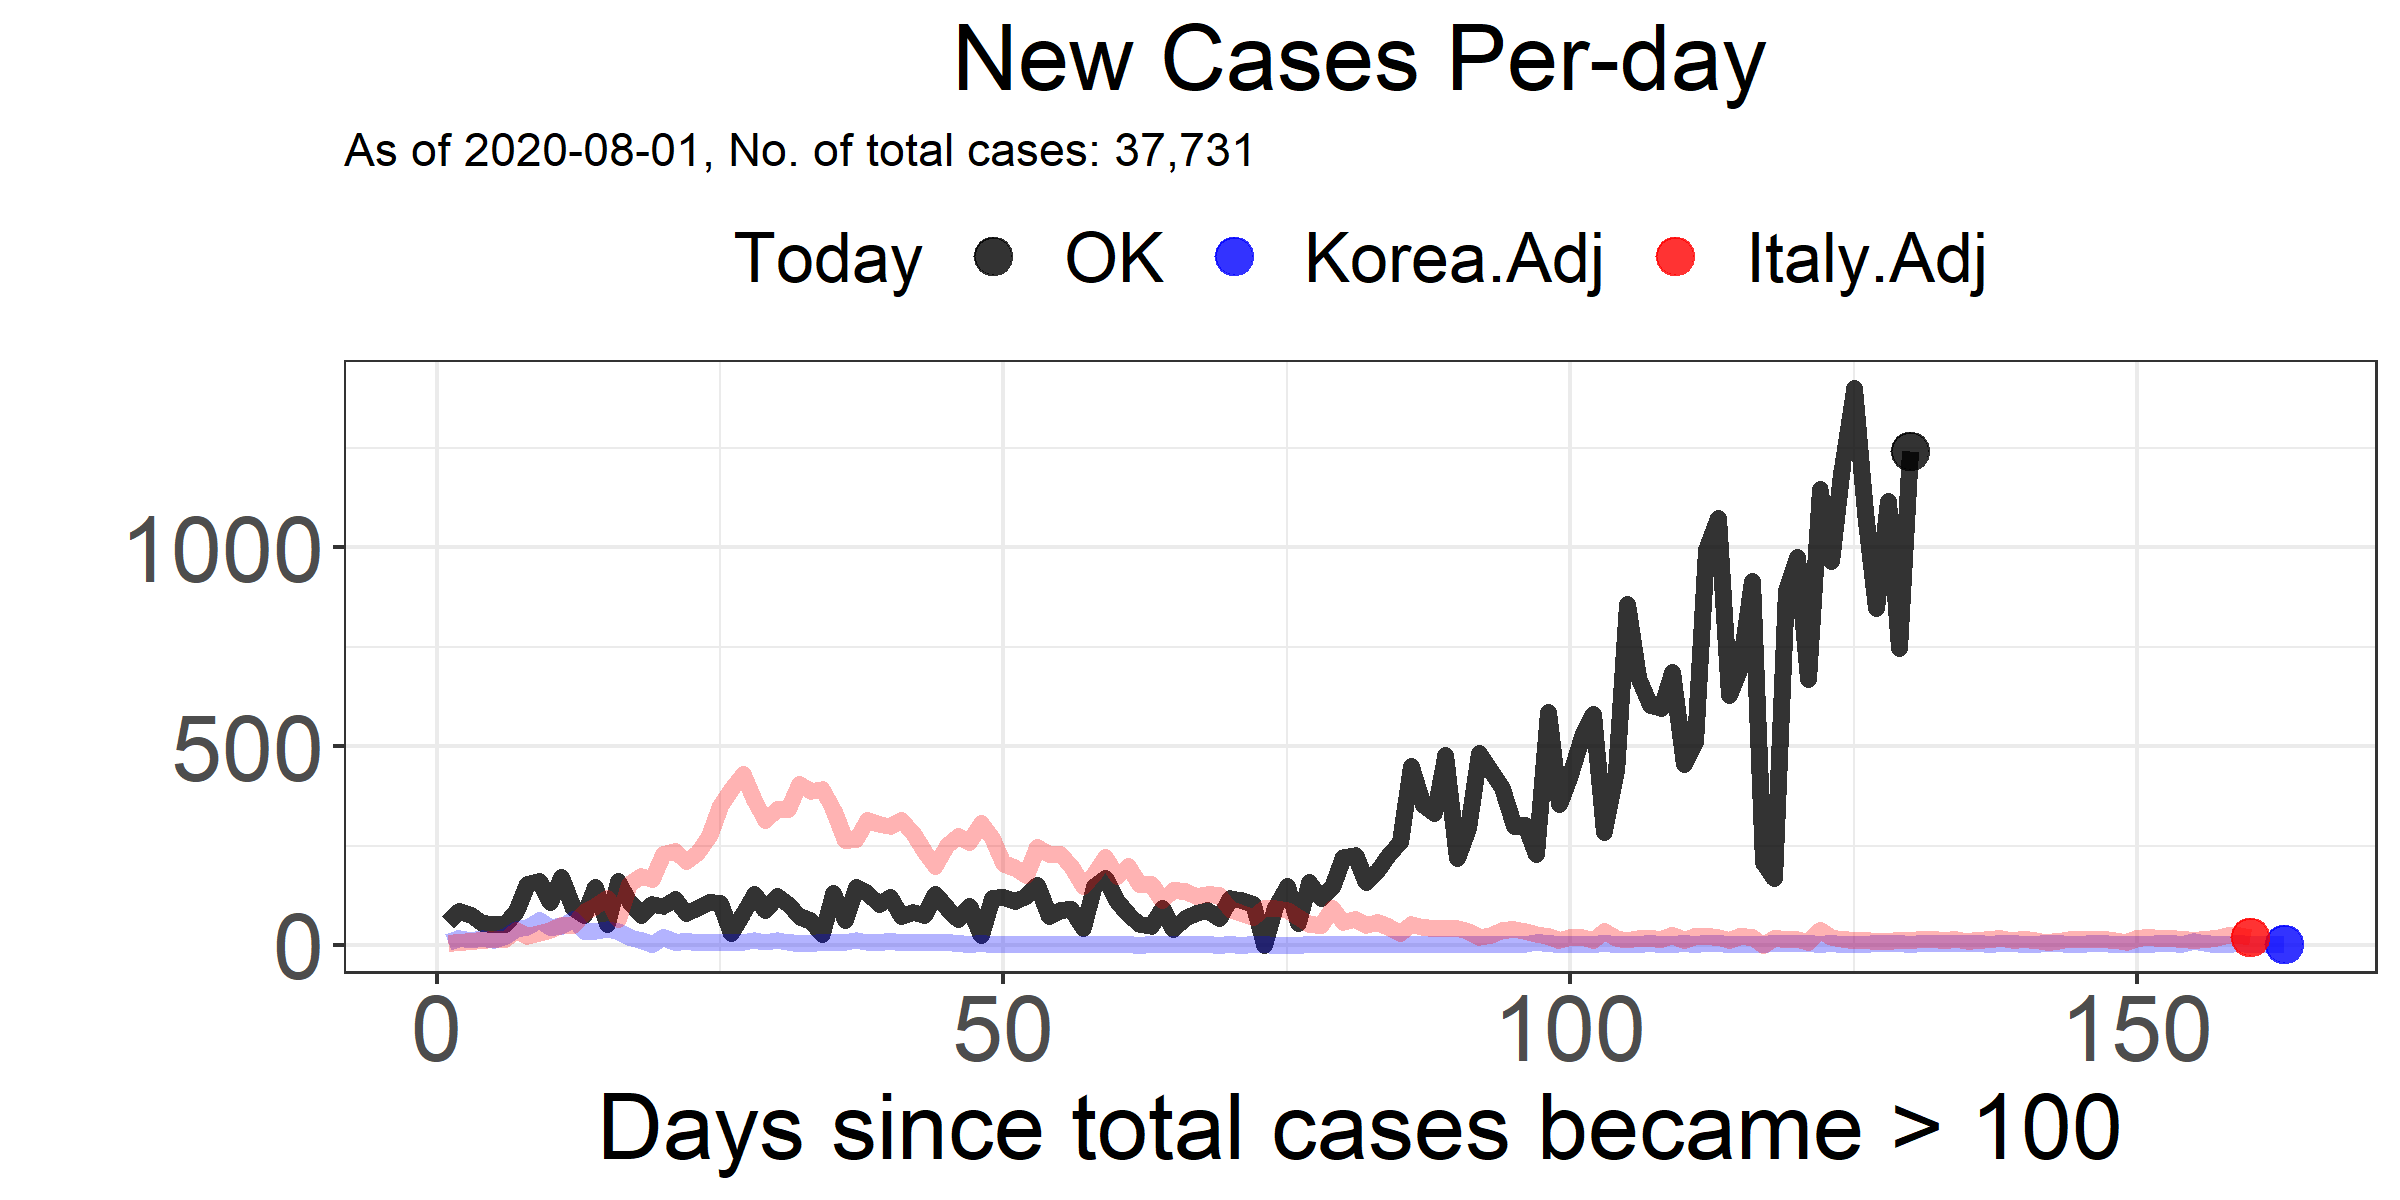 New Cases Per-day
As of 2020-08-01, No. of total cases: 37,731
Today OK Korea.Adj Italy.Adj
1000
500
0
0 50 100 150
Days since total cases became > 100